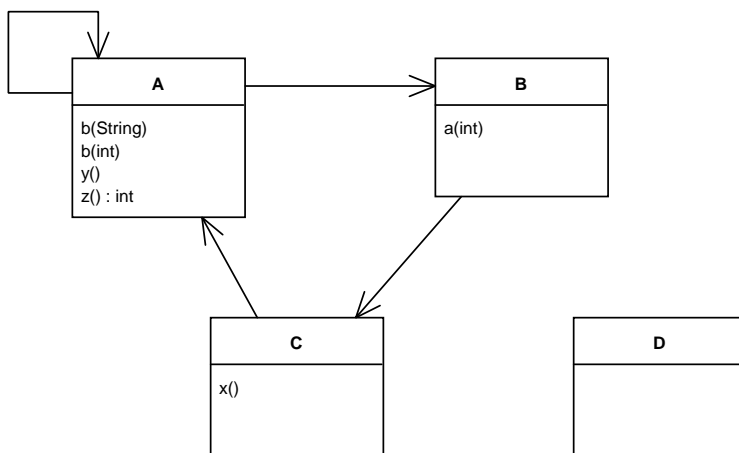 A
b(String)
b(int)
y()
z() : int
B
a(int)
C
x()
D